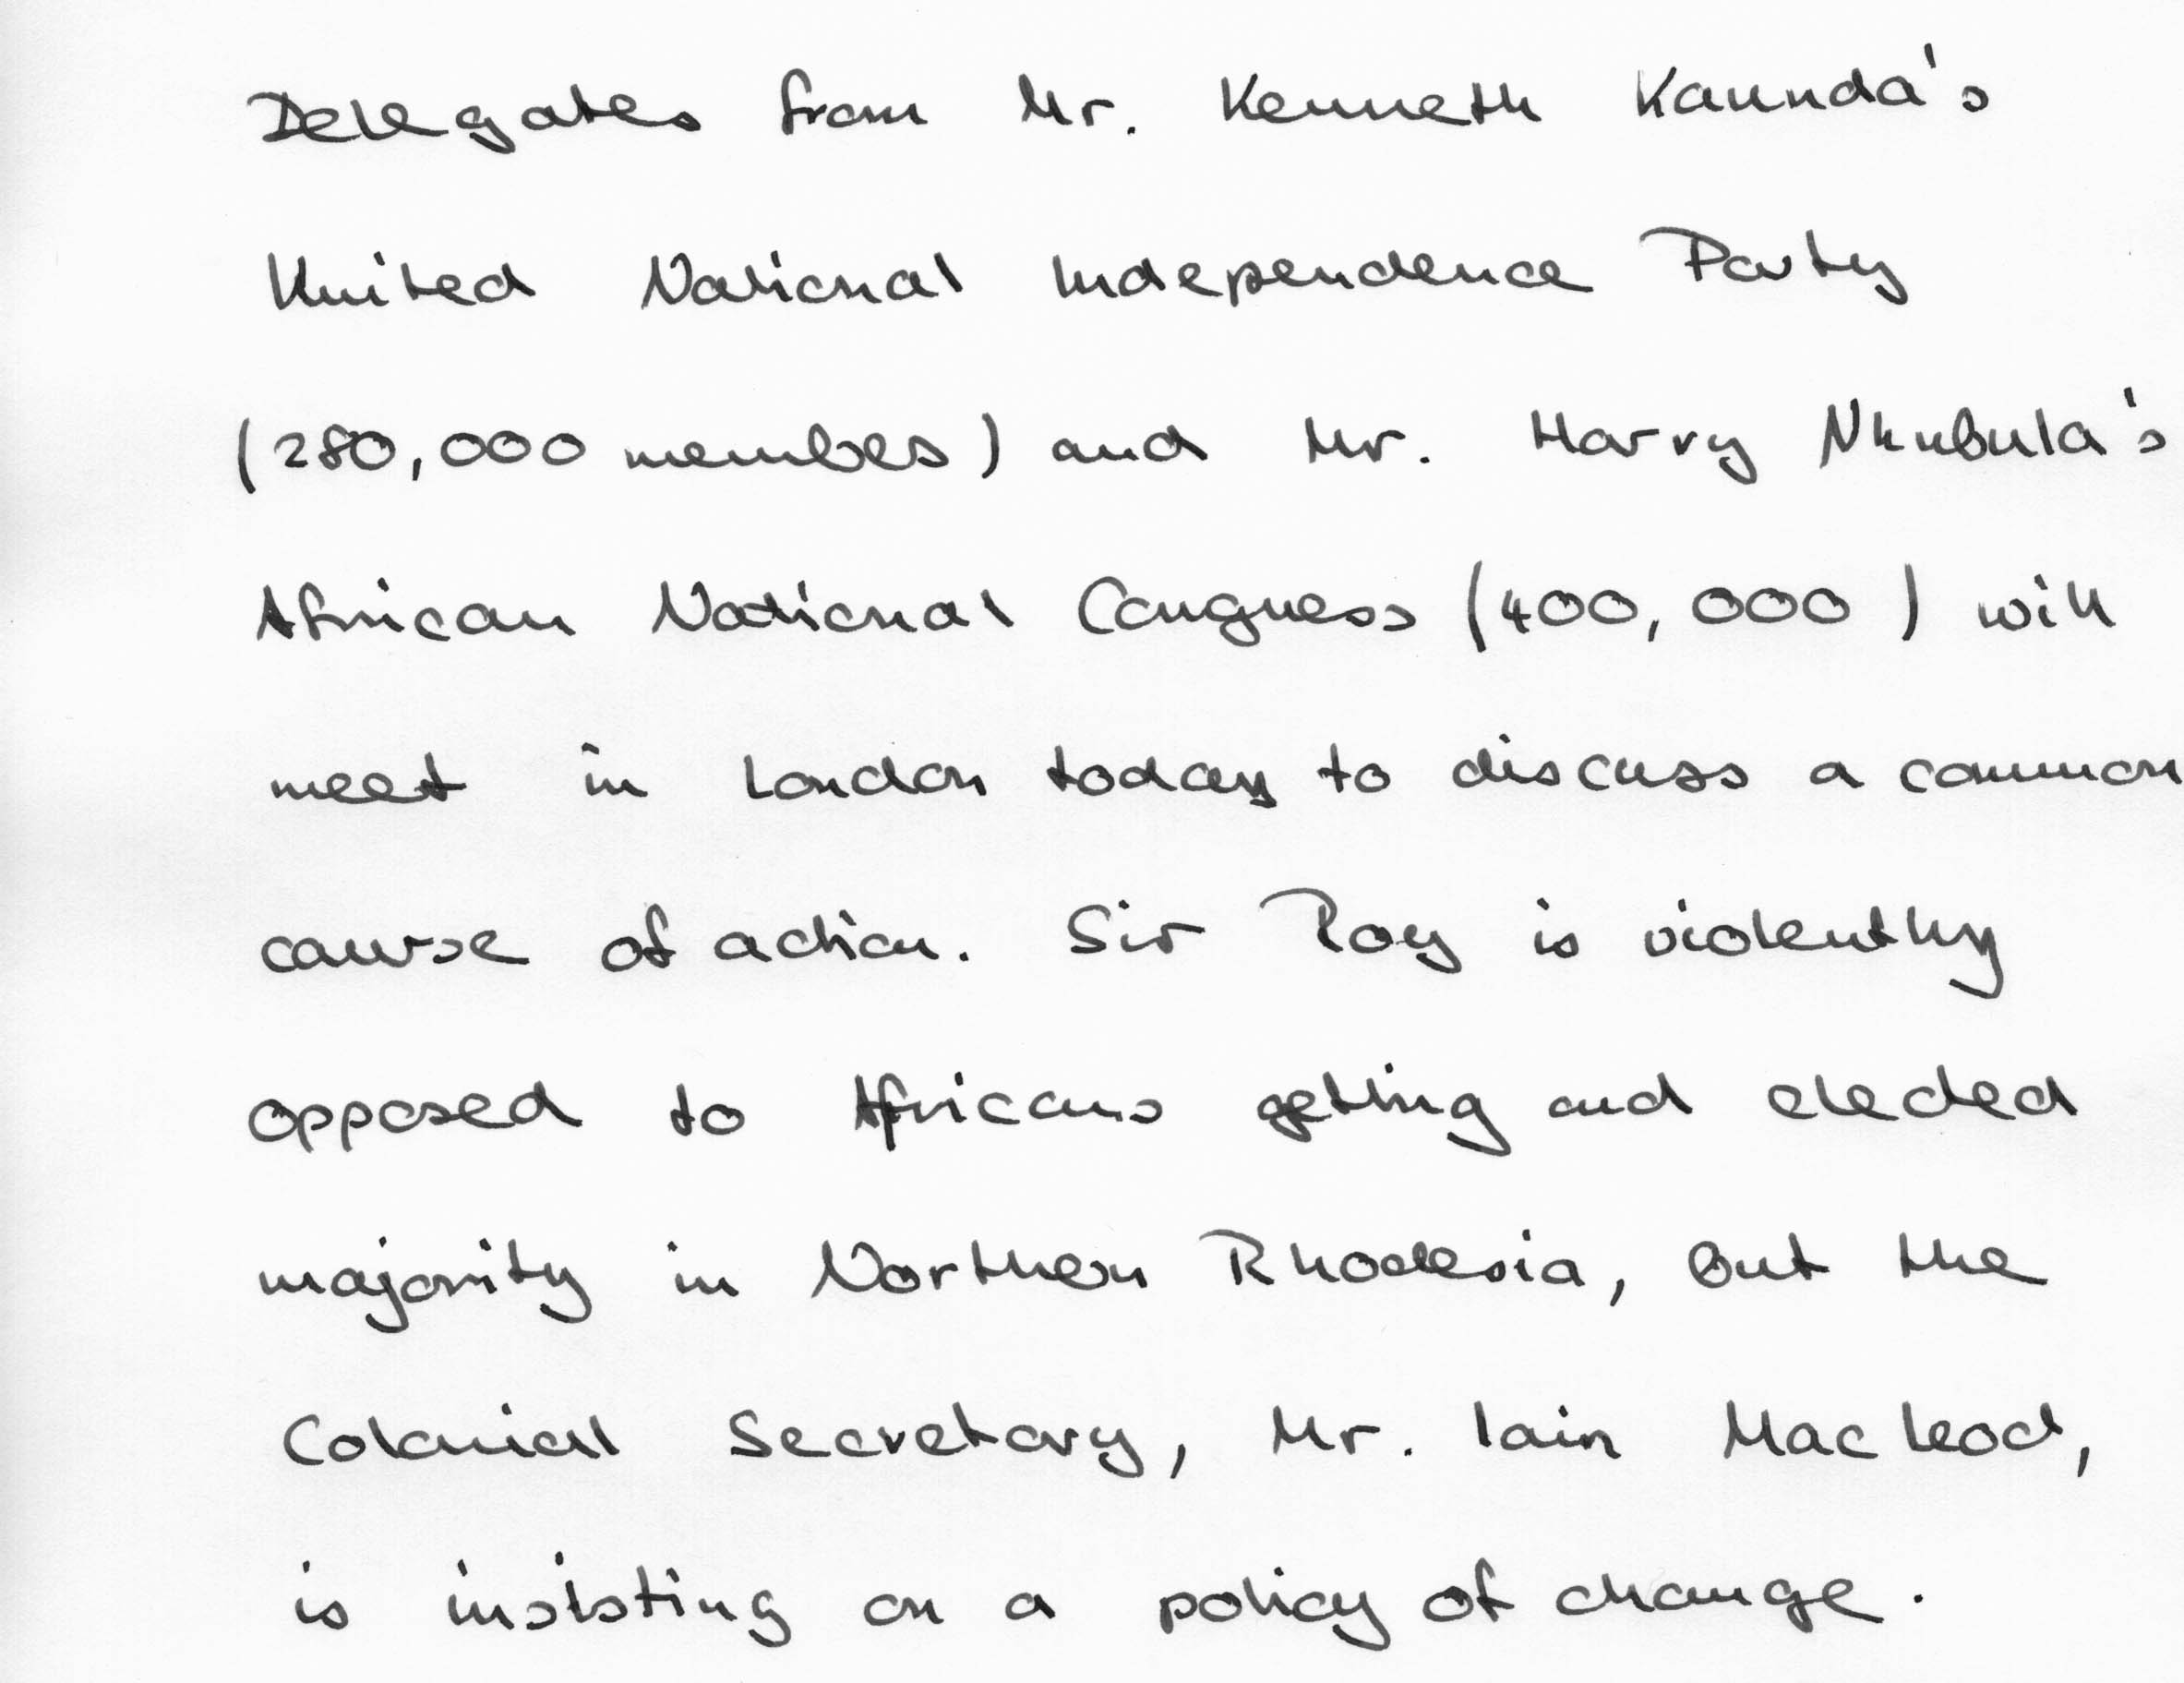 Delegates from Mr. Kenneth Kaunda's
United National Independence Party
(280,000 membes) and Mr. Harry Nkubula's
African National Congress (400,000) will
meet in London today to discuss a common
course of action. Sir Roy is violently
opposed to Africans getting and elected
majority in Northern Rhodesia, but the
Colonial Secretary, Mr. Iain Macleod,
is insisting on a policy of change.